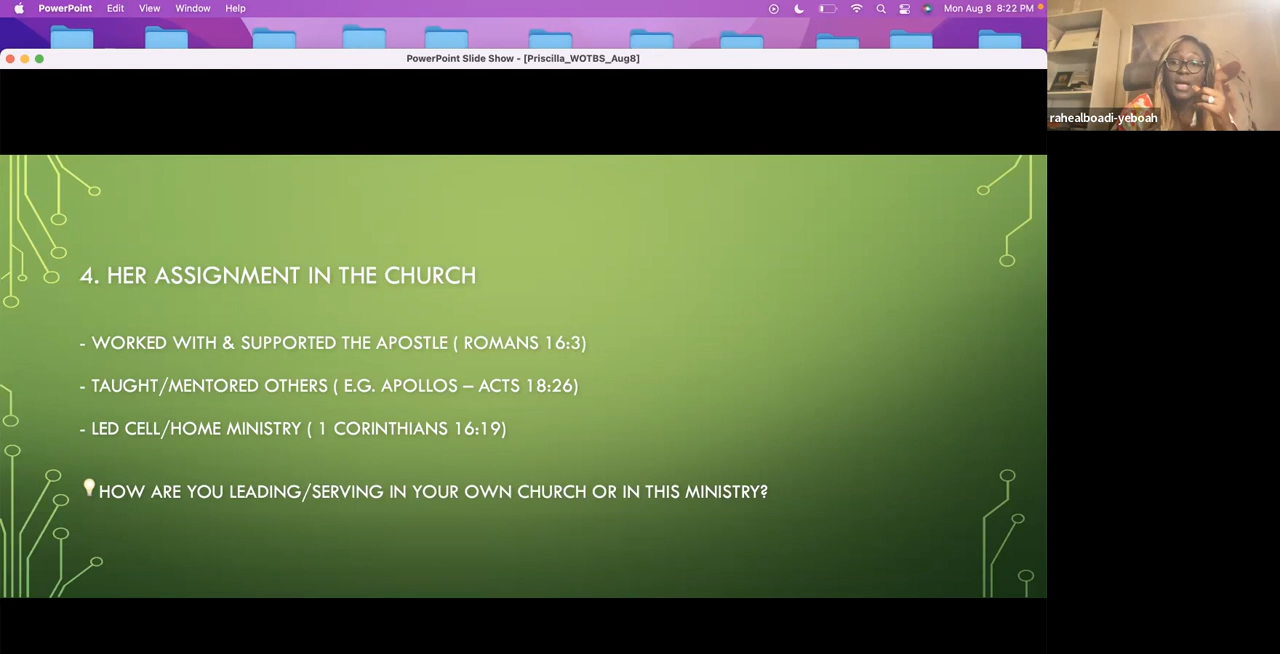 PowerPoint Edit View Window Help Mon Aug 8 8:22 PM
PowerPoint Slide Show - [Priscilla_WOTBS_Aug8]
rahealboadi-yeboah
4. HER ASSIGNMENT IN THE CHURCH
- WORKED WITH & SUPPORTED THE APOSTLE ( ROMANS 16:3)
- TAUGHT/MENTORED OTHERS ( E.G. APOLLOS – ACTS 18:26)
- LED CELL/HOME MINISTRY ( 1 CORINTHIANS 16:19)
HOW ARE YOU LEADING/SERVING IN YOUR OWN CHURCH OR IN THIS MINISTRY?